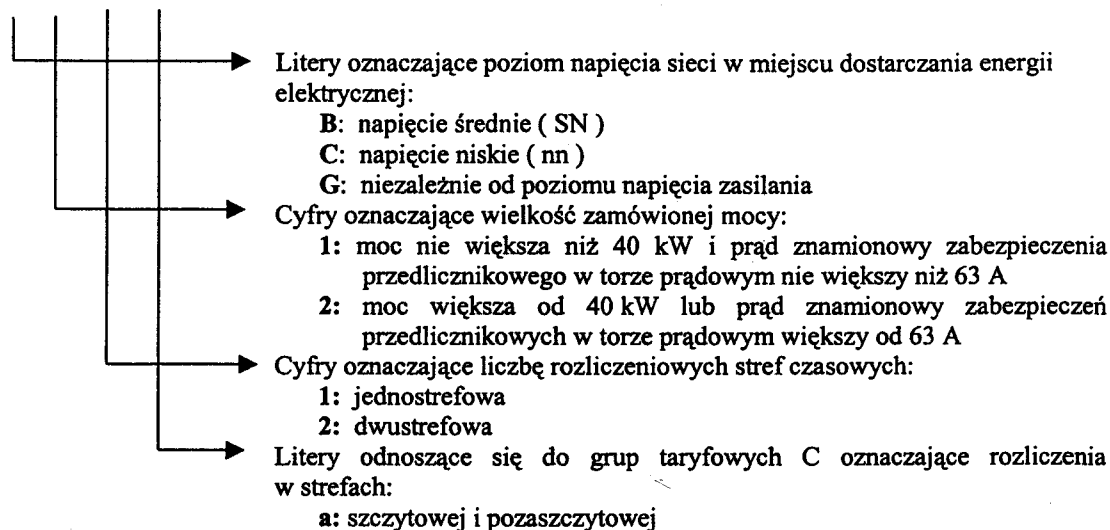 Litery oznaczające poziom napięcia sieci w miejscu dostarczania energii
elektrycznej:
B: napięcie średnie ( SN )
C: napięcie niskie ( nn )
G: niezależnie od poziomu napięcia zasilania
Cyfry oznaczające wielkość zamówionej mocy:
1: moc nie większa niż 40 kW i prąd znamionowy zabezpieczenia
przedlicznikowego w torze prądowym nie większy niż 63 A
2: moc większa od 40 kW lub prąd znamionowy zabezpieczeń
przedlicznikowych w torze prądowym większy od 63 A
Cyfry oznaczające liczbę rozliczeniowych stref czasowych:
1: jednostrefowa
2: dwustrefowa
Litery odnoszące się do grup taryfowych C oznaczające rozliczenia
w strefach:
a: szczytowej i pozaszczytowej